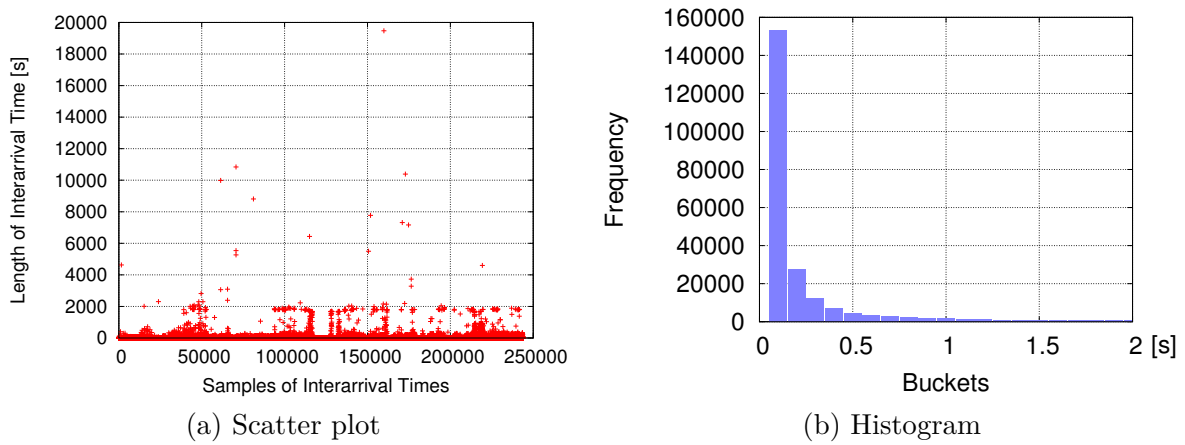 20000
18000
16000
14000
12000
10000
8000
6000
4000
2000
0
Length of Interarrival Time [s]
0 50000 100000 150000 200000 250000
Samples of Interarrival Times
(a) Scatter plot
160000
140000
120000
100000
80000
60000
40000
20000
0
Frequency
0 0.5 1 1.5 2 [s]
Buckets
(b) Histogram